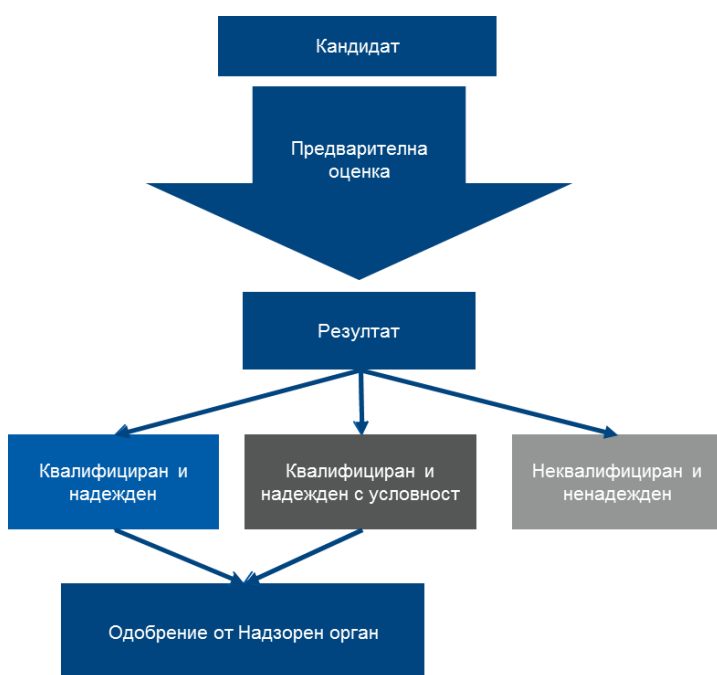 Кандидат
Предварителна
оценка
Резултат
Квалифициран и
надежден
Квалифициран и
надежден с условност
Неквалифициран и
ненадежден
Одобрение от Надзорен орган